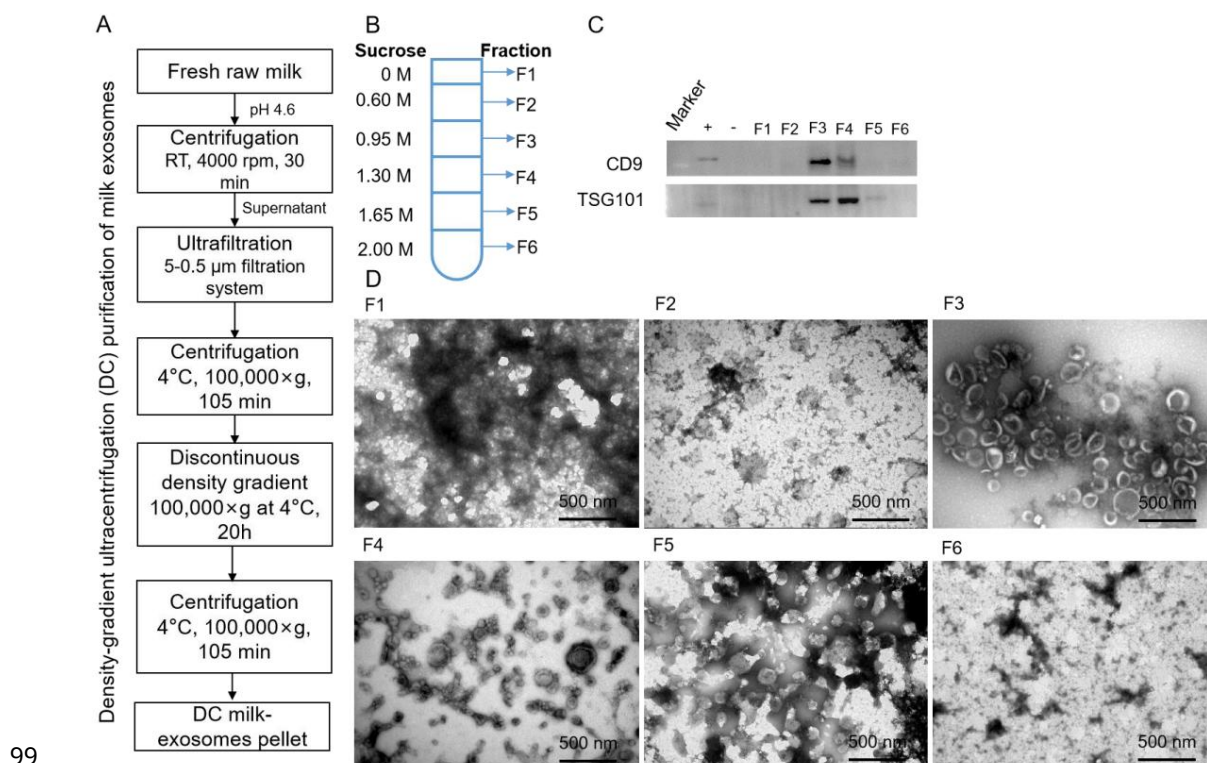 A
Density-gradient ultracentrifugation (DC) purification of milk exosomes
Fresh raw milk
pH 4.6
Centrifugation
RT, 4000 rpm, 30
min
Supernatant
Ultrafiltration
5-0.5 µm filtration
system
Centrifugation
4°C, 100,000×g,
105 min
Discontinuous
density gradient
100,000×g at 4°C,
20h
Centrifugation
4°C, 100,000×g,
105 min
DC milk-
exosomes pellet
B
Sucrose Fraction
0 M F1
0.60 M F2
0.95 M F3
1.30 M F4
1.65 M F5
2.00 M F6
C
Marker + - F1 F2 F3 F4 F5 F6
CD9
TSG101
D
F1 F2 F3
500 nm 500 nm 500 nm
F4 F5 F6
500 nm 500 nm 500 nm
99